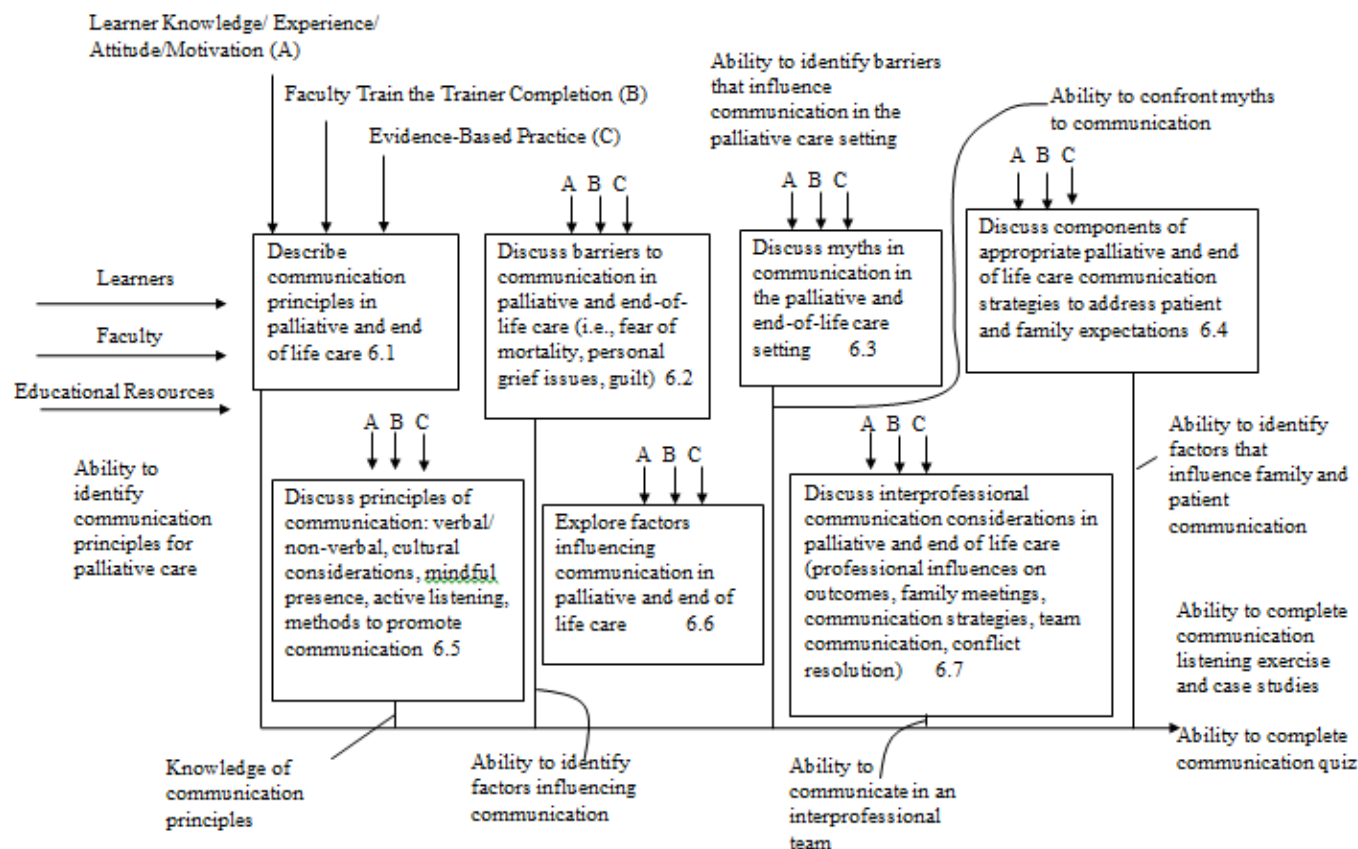 Learner Knowledge/ Experience/
Attitude/Motivation (A)
Faculty Train the Trainer Completion (B)
Evidence-Based Practice (C)
Ability to identify barriers
that influence
communication in the
palliative care setting
Ability to confront myths
to communication
A B C
A B C
A B C
Describe
communication
principles in
palliative and end
of life care 6.1
Discuss barriers to
communication in
palliative and end-of-
life care (i.e., fear of
mortality, personal
grief issues, guilt) 6.2
Discuss myths in
communication in
the palliative and
end-of-life care
setting 6.3
Discuss components of
appropriate palliative and end
of life care communication
strategies to address patient
and family expectations 6.4
Learners
Faculty
Educational Resources
Ability to
identify
communication
principles for
palliative care
A B C
Discuss principles of
communication: verbal/
non-verbal, cultural
considerations, mindful
presence, active listening,
methods to promote
communication 6.5
A B C
Explore factors
influencing
communication in
palliative and end of
life care 6.6
A B C
Discuss interprofessional
communication considerations in
palliative and end of life care
(professional influences on
outcomes, family meetings,
communication strategies, team
communication, conflict
resolution) 6.7
Ability to identify
factors that
influence family and
patient
communication
Ability to complete
communication
listening exercise
and case studies
Ability to complete
communication quiz
Knowledge of
communication
principles
Ability to identify
factors influencing
communication
Ability to
communicate in an
interprofessional
team